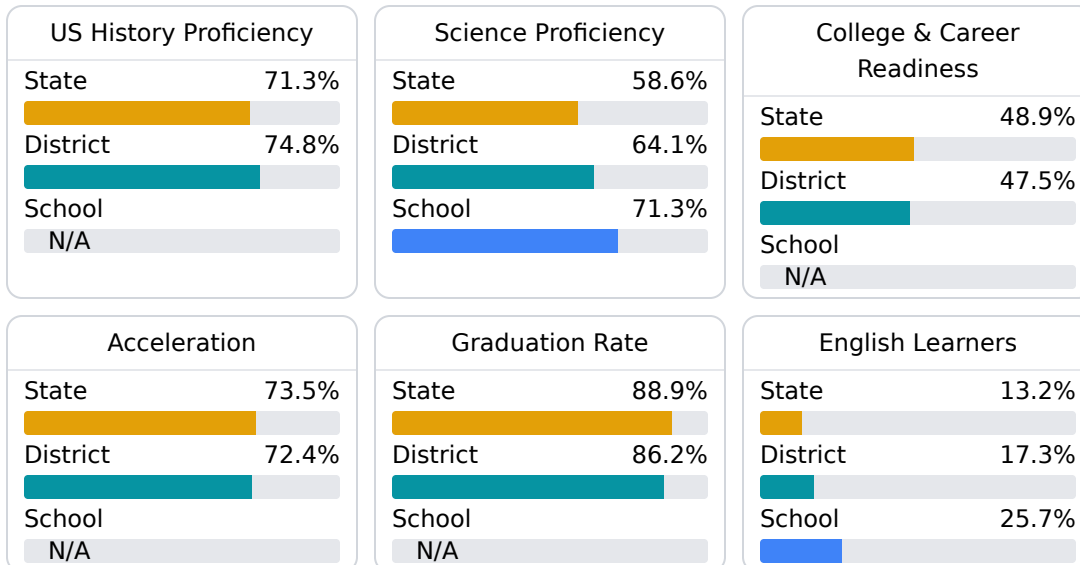 US History Proficiency
State 71.3%
District 74.8%
School
N/A
Science Proficiency
State 58.6%
District 64.1%
School 71.3%
College & Career
Readiness
State 48.9%
District 47.5%
School
N/A
Acceleration
State 73.5%
District 72.4%
School
N/A
Graduation Rate
State 88.9%
District 86.2%
School
N/A
English Learners
State 13.2%
District 17.3%
School 25.7%